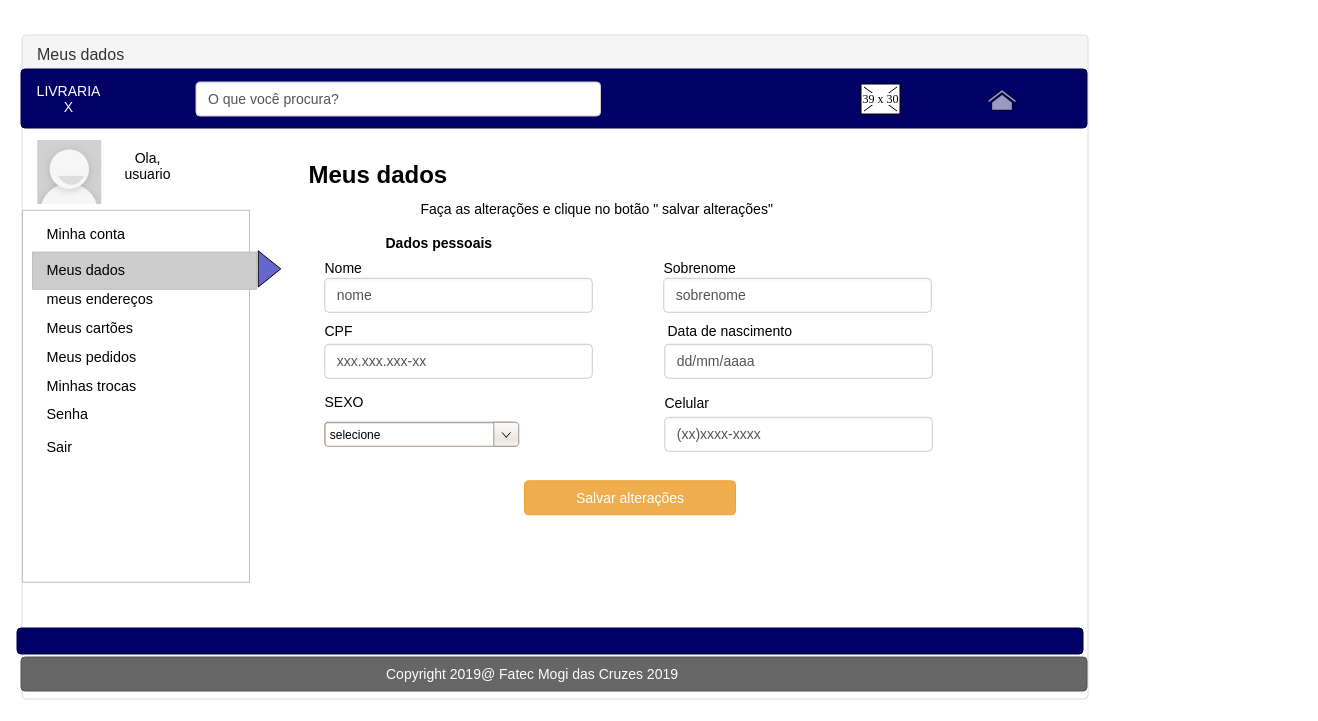 Meus dados
LIVRARIA
X
O que você procura?
39 x 30
Ola,
usuario
Minha conta
Meus dados
meus endereços
Meus cartões
Meus pedidos
Minhas trocas
Senha
Sair
Meus dados
Faça as alterações e clique no botão " salvar alterações"
Dados pessoais
Nome
Sobrenome
nome
sobrenome
CPF
Data de nascimento
xxx.xxx.xxx-xx
dd/mm/aaaa
SEXO
Celular
selecione
(xx)xxxx-xxxx
Salvar alterações
Copyright 2019@ Fatec Mogi das Cruzes 2019